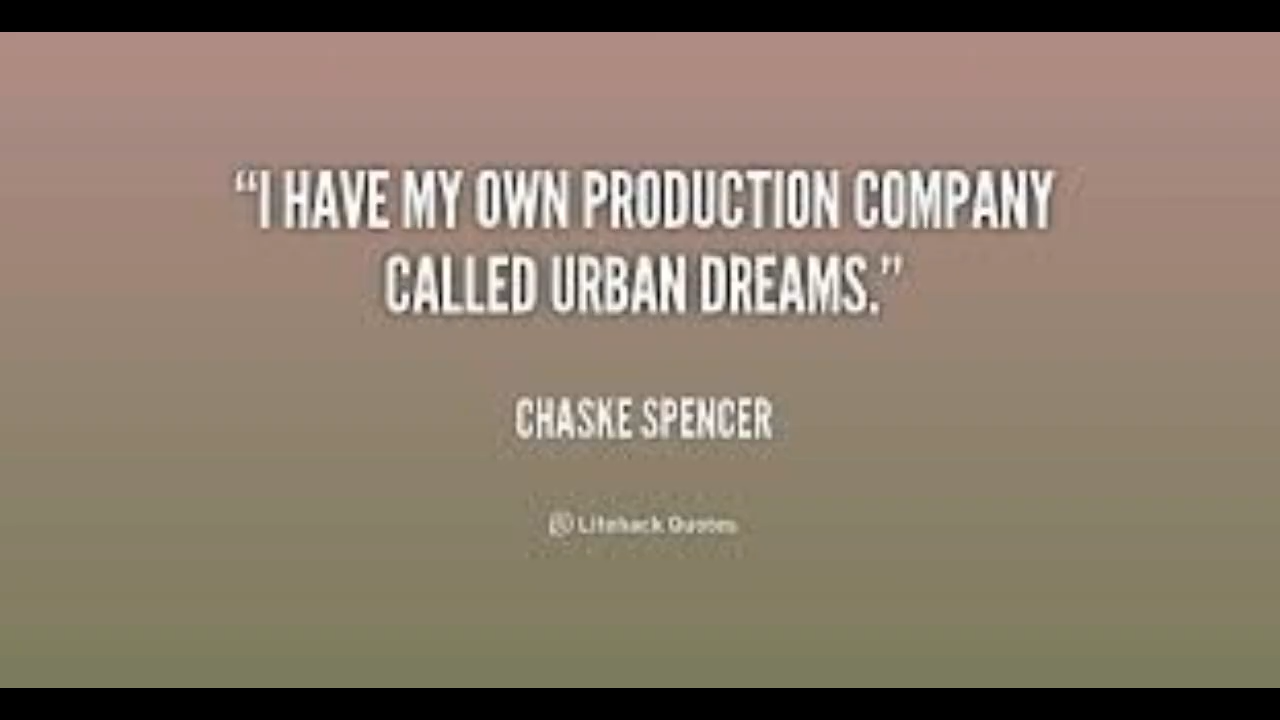 “I HAVE MY OWN PRODUCTION COMPANY
CALLED URBAN DREAMS.”
CHASKE SPENCER
Lifehack Quotes